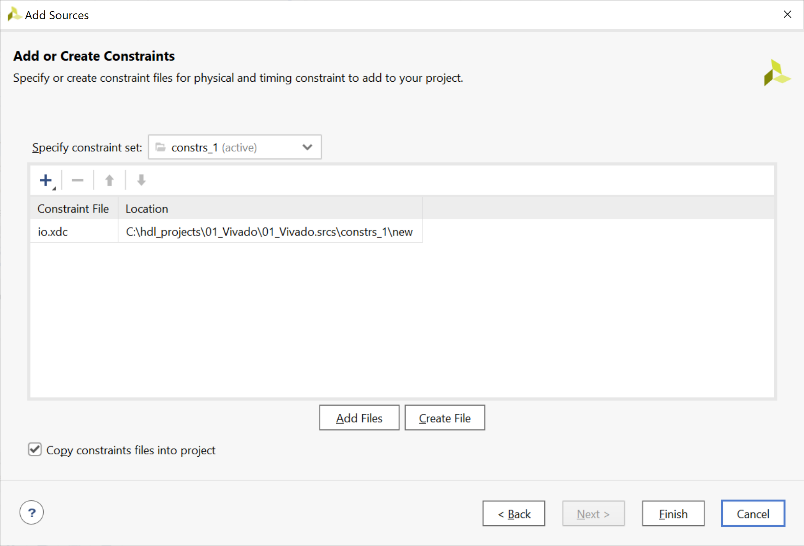 Add Sources
Add or Create Constraints
Specify or create constraint files for physical and timing constraint to add to your project.
Specify constraint set: constrs_1 (active)
Constraint File Location
io.xdc C:\hdl_projects\01_Vivado\01_Vivado.srcs\constrs_1\new
Add Files Create File
Copy constraints files into project
? < Back Next > Finish Cancel